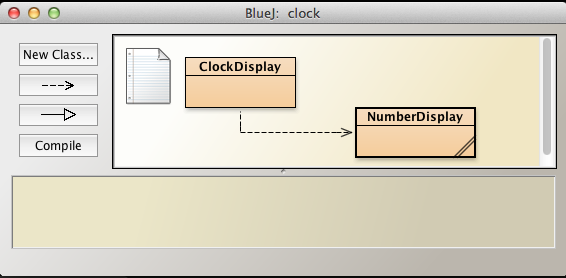 BlueJ: clock
New Class...
Compile
ClockDisplay
NumberDisplay